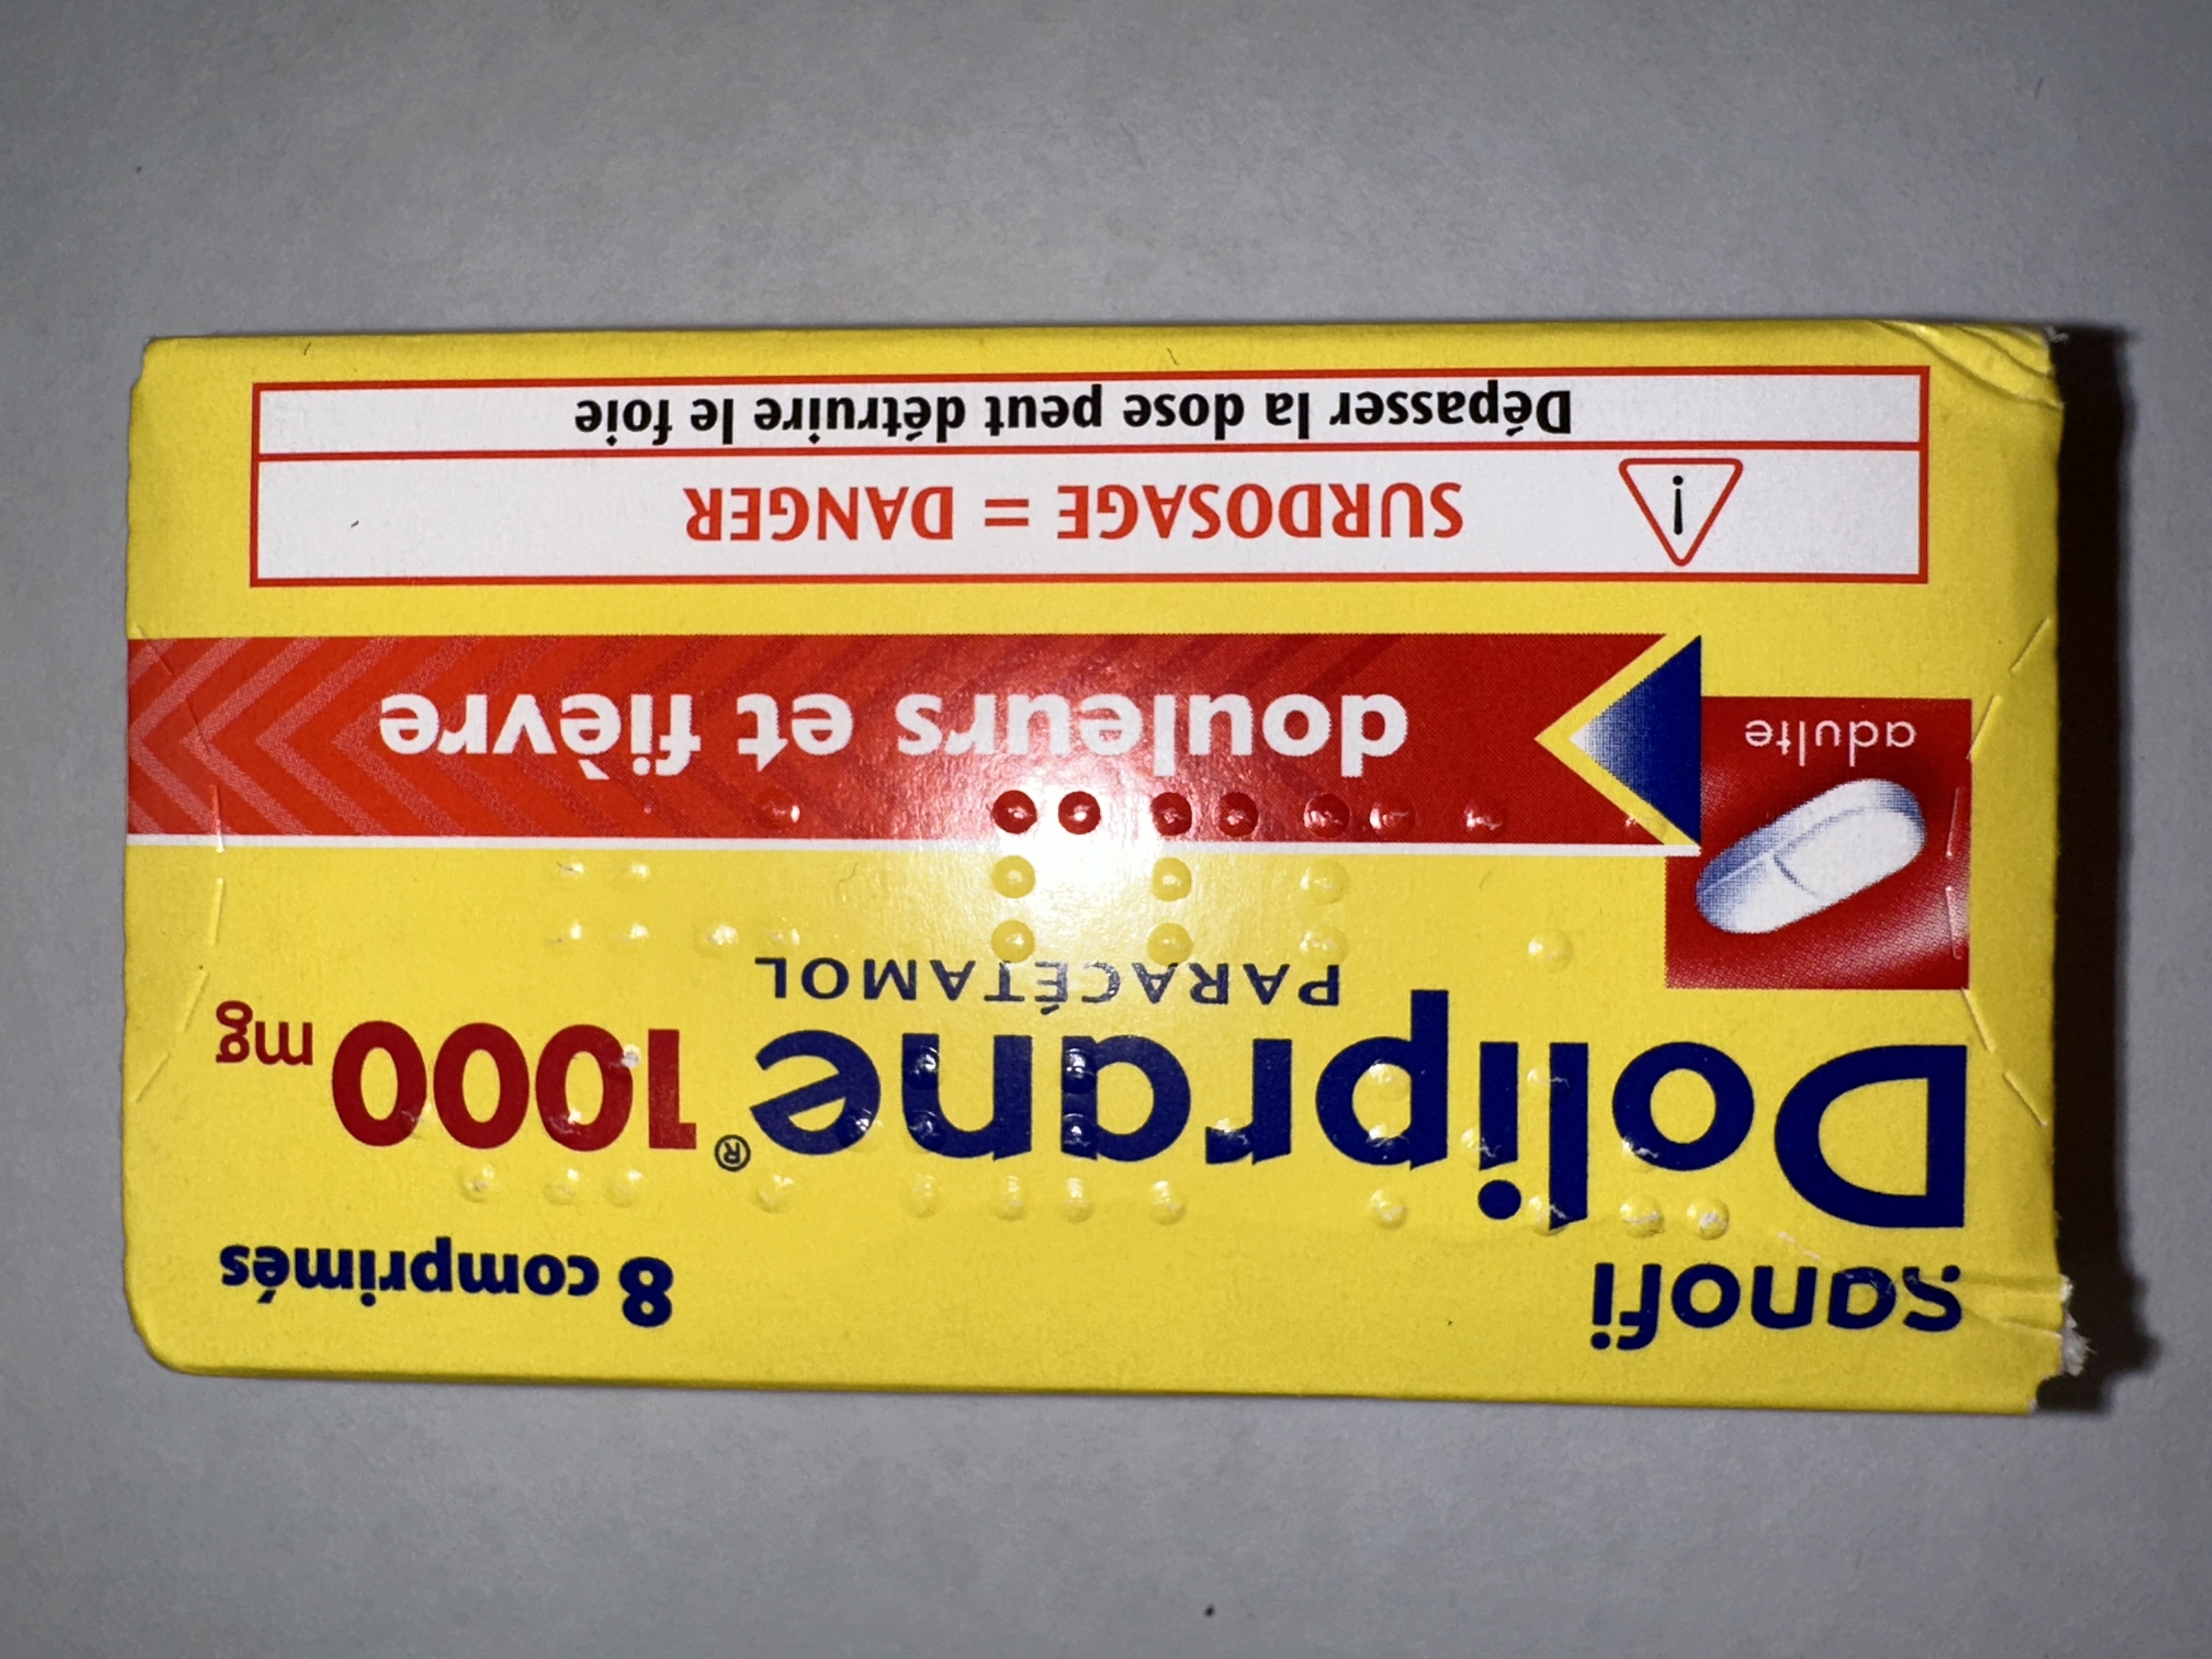 sanofi
8 comprimés
Doliprane® 1000 mg
PARACÉTAMOL
adulte
douleurs et fièvre
! SURDOSAGE = DANGER
Dépasser la dose peut détruire le foie